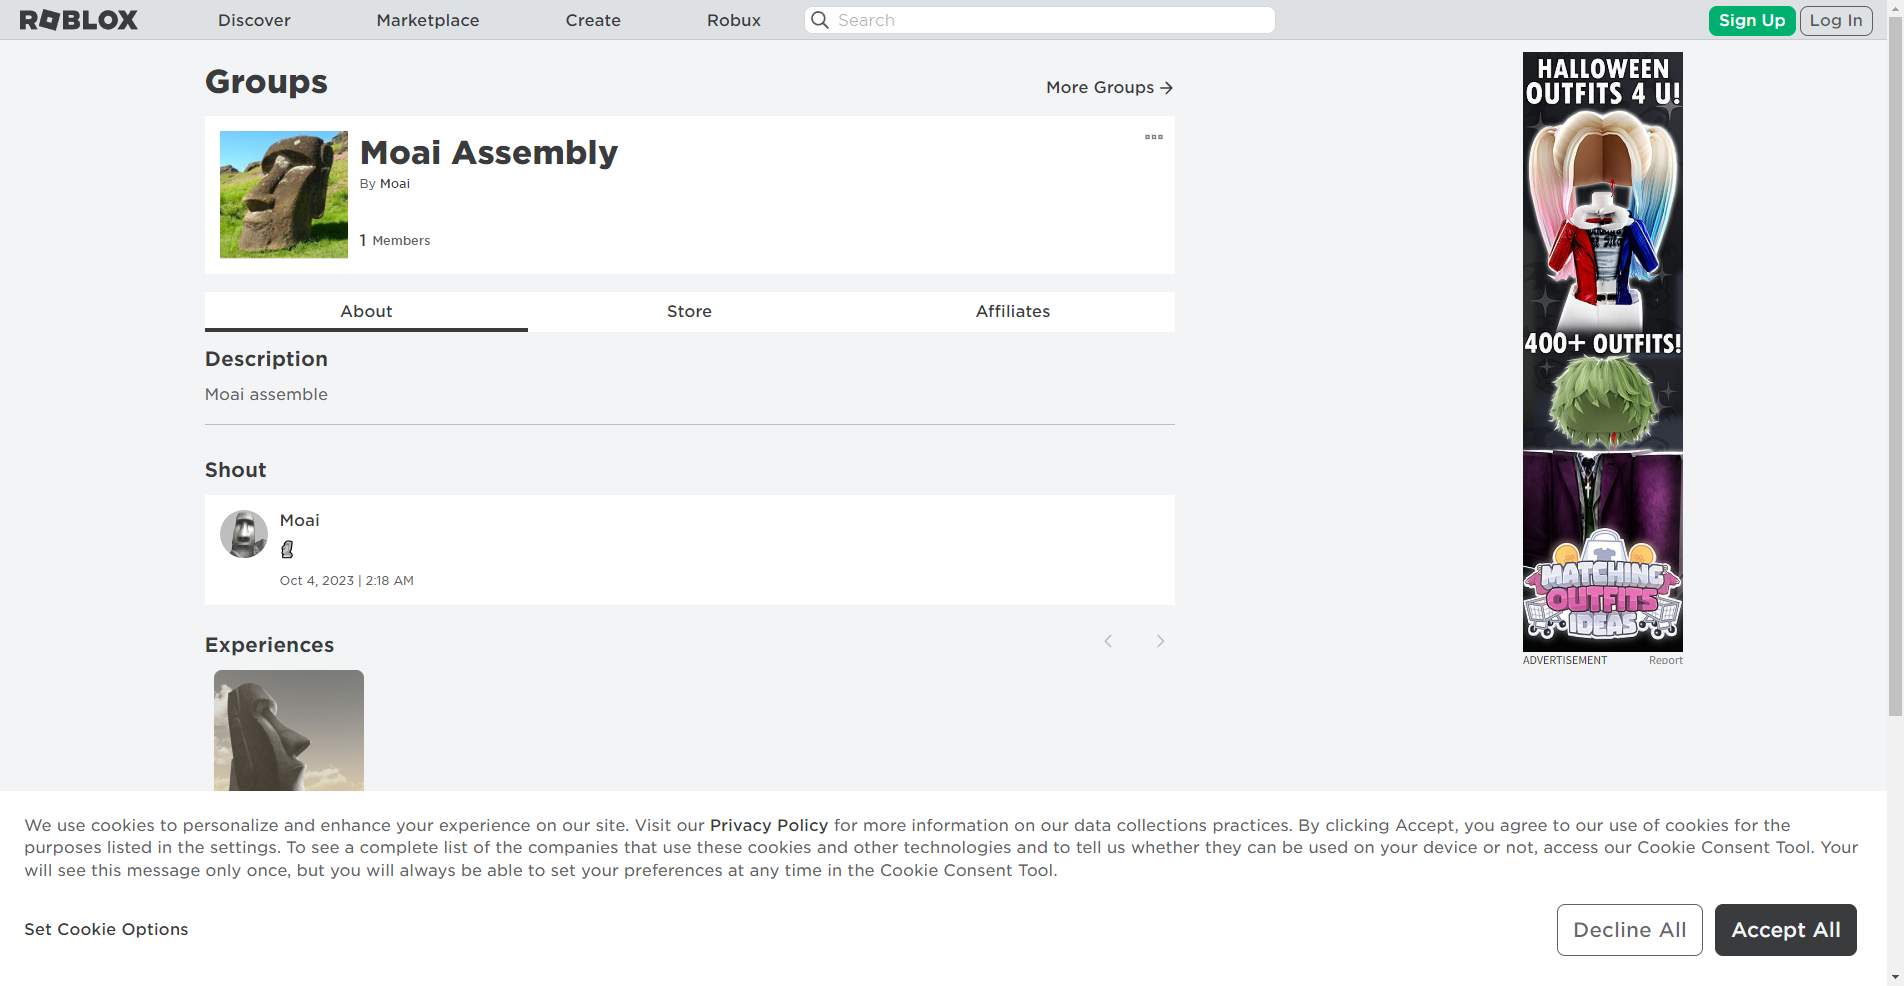 ROBLOX
Discover
Marketplace
Create
Robux
Search
Sign Up
Log In
Groups
More Groups
Moai Assembly
By Moai
1 Members
About
Store
Affiliates
Description
Moai assemble
Shout
Moai
🗿
Oct 4, 2023 | 2:18 AM
Experiences
HALLOWEEN
OUTFITS 4 U!
400+ OUTFITS!
MATCHING
OUTFITS
IDEAS
ADVERTISEMENT
Report
We use cookies to personalize and enhance your experience on our site. Visit our Privacy Policy for more information on our data collections practices. By clicking Accept, you agree to our use of cookies for the
purposes listed in the settings. To see a complete list of the companies that use these cookies and other technologies and to tell us whether they can be used on your device or not, access our Cookie Consent Tool. Your
will see this message only once, but you will always be able to set your preferences at any time in the Cookie Consent Tool.
Set Cookie Options
Decline All
Accept All